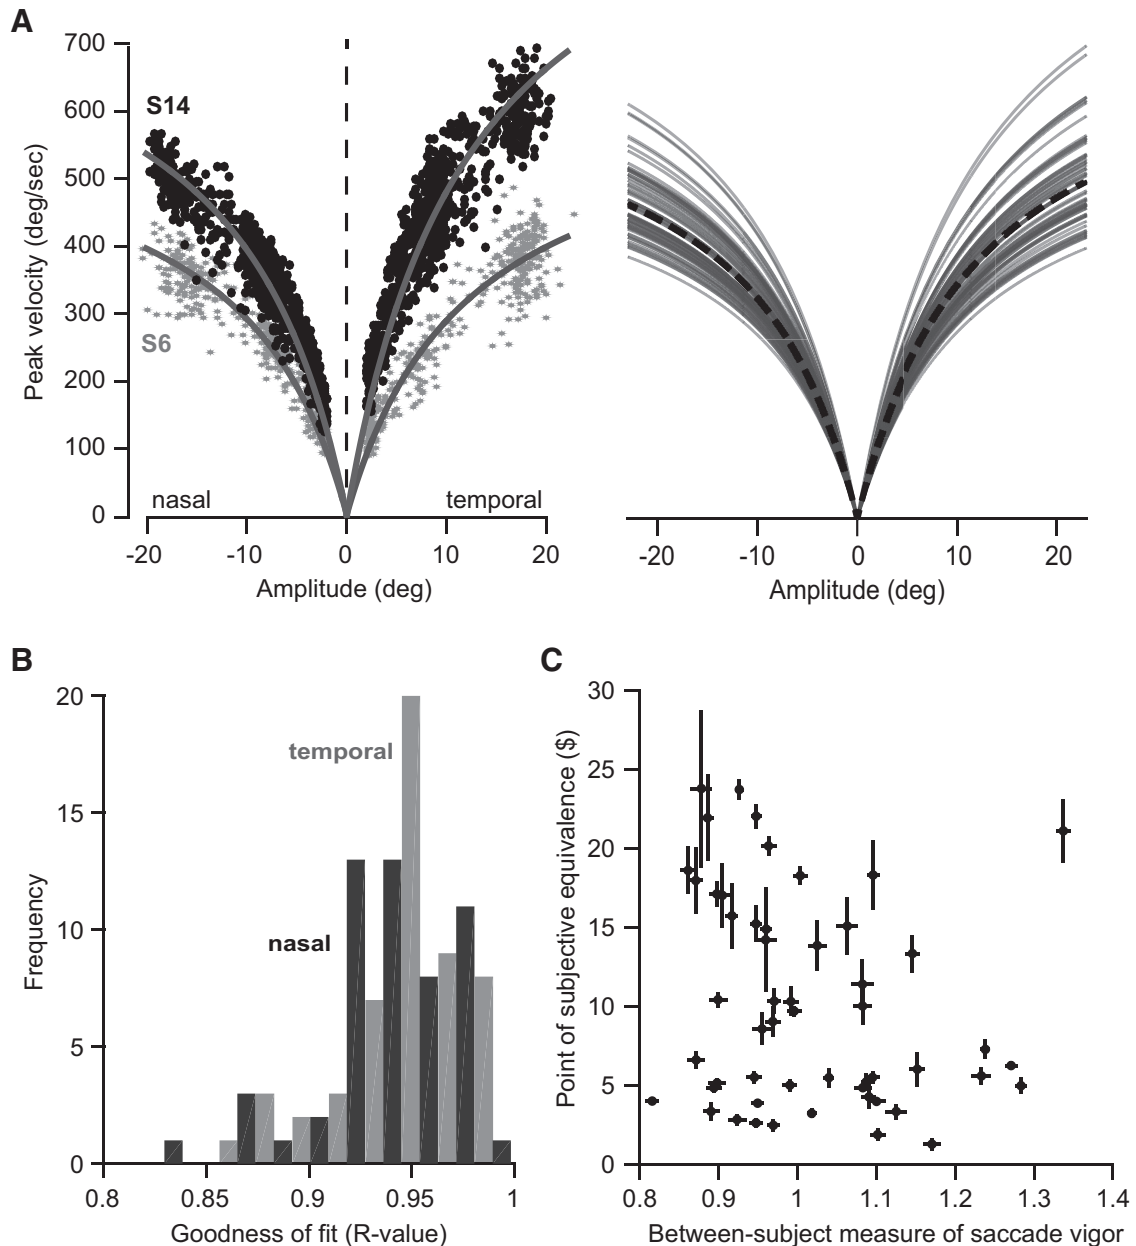 A
700
600
500
400
300
200
100
0
Peak velocity (deg/sec)
S14
S6
nasal
temporal
-20 -10 0 10 20
Amplitude (deg)
-20 -10 0 10 20
Amplitude (deg)
B
20
15
10
5
0
Frequency
temporal
nasal
0.8 0.85 0.9 0.95 1
Goodness of fit (R-value)
C
30
25
20
15
10
5
0
Point of subjective equivalence ($)
0.8 0.9 1 1.1 1.2 1.3 1.4
Between-subject measure of saccade vigor